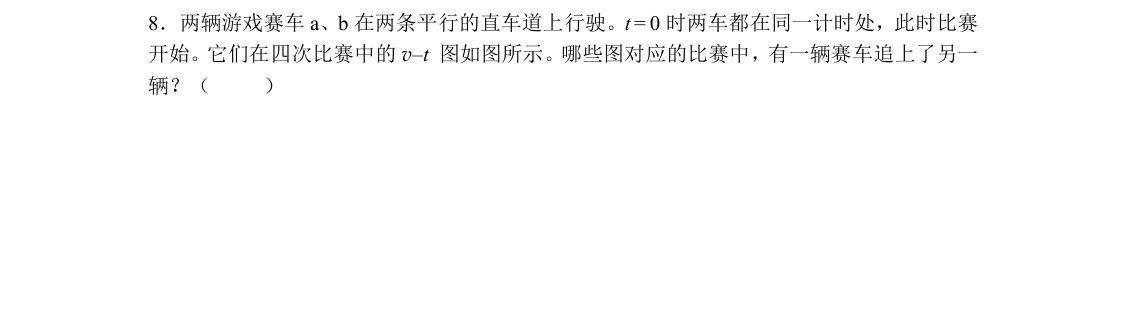 8．两辆游戏赛车 a、b 在两条平行的直车道上行驶。t = 0 时两车都在同一计时处，此时比赛
开始。它们在四次比赛中的 v–t 图如图所示。哪些图对应的比赛中，有一辆赛车追上了另一
辆？（　　）